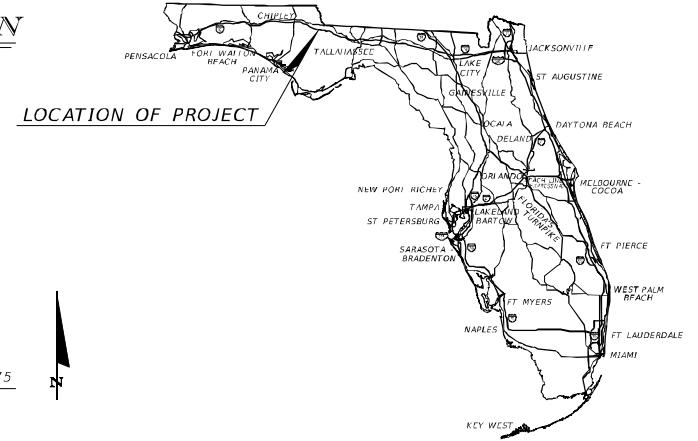 N
CHIPLEY
PENSACOLA
FORT WALTON
BEACH
PANAMA
CITY
TALLAHASSEE
LAKE
CITY
JACKSONVILLE
ST AUGUSTINE
GAINESVILLE
LOCATION OF PROJECT
OCALA
DAYTONA BEACH
DELAND
ORLANDO
NEW PORT RICHEY
MELBOURNE -
COCOA
TAMPA
LAKELAND
BARTOW
ST PETERSBURG
FLORIDA'S
TURNPIKE
SARASOTA -
BRADENTON
FT PIERCE
WEST PALM
BEACH
FT MYERS
NAPLES
FT LAUDERDALE
MIAMI
75
N
KEY WEST